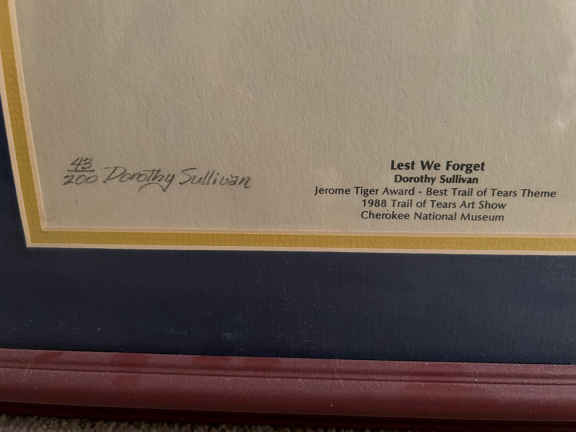 43
200 Dorothy Sullivan
Lest We Forget
Dorothy Sullivan
Jerome Tiger Award - Best Trail of Tears Theme
1988 Trail of Tears Art Show
Cherokee National Museum